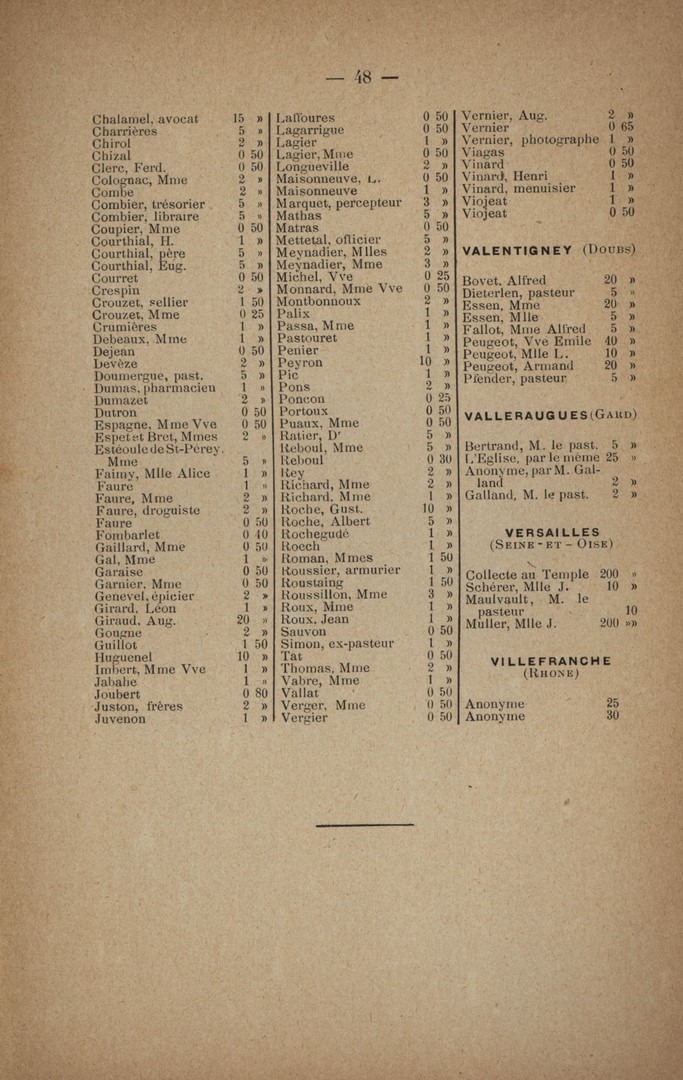 — 48 —
Chalamel, avocat 15 »
Charrières 5 »
Chirol 2 »
Chizal 0 50
Clerc, Ferd. 0 50
Colognac, Mme 2 »
Combe 2 »
Combier, trésorier 5 »
Combier, libraire 5 »
Coupier, Mme 0 50
Courthial, H. 1 »
Courthial, père 5 »
Courthial, Eug. 5 »
Courret 0 50
Crespin 2 »
Crouzet, sellier 1 50
Crouzet, Mme 0 25
Crumières 1 »
Debeaux, Mme 1 »
Dejean 0 50
Devèze 2 »
Doumergue, past. 5 »
Dumas, pharmacien 1 »
Dumazet 2 »
Dutron 0 50
Espagne, Mme Vve 0 50
Espet et Bret, Mmes 2 »
Estéoule de St-Pérey.
Mme 5 »
Faimy, Mlle Alice 1 »
Faure 1 »
Faure, Mme 2 »
Faure, droguiste 2 »
Faure 0 50
Fombarlet 0 40
Gaillard, Mme 0 50
Gal, Mme 1 »
Garaise 0 50
Garnier, Mme 0 50
Genevel, épicier 2 »
Girard, Léon 1 »
Giraud, Aug. 20 »
Gougne 2 »
Guillot 1 50
Huguenel 10 »
Imbert, Mme Vve 1 »
Jabahe 1 »
Joubert 0 80
Juston, frères 2 »
Juvenon 1 »
Laffoures 0 50
Lagarrigue 0 50
Lagier 1 »
Lagier, Mme 0 50
Longueville 2 »
Maisonneuve, L. 0 50
Maisonneuve 1 »
Marquet, percepteur 3 »
Mathas 5 »
Matras 0 50
Mettetal, officier 5 »
Meynadier, Mlles 2 »
Meynadier, Mme 3 »
Michel, Vve 0 25
Monnard, Mme Vve 0 50
Montbonnoux 2 »
Palix 1 »
Passa, Mme 1 »
Pastouret 1 »
Penier 1 »
Peyron 10 »
Pic 1 »
Pons 2 »
Poncon 0 25
Portoux 0 50
Puaux, Mme 0 50
Ratier, Dr 5 »
Reboul, Mme 5 »
Reboul 0 30
Rey 2 »
Richard, Mme 2 »
Richard, Mme 1 »
Roche, Gust. 10 »
Roche, Albert 5 »
Rochegude 1 »
Roech 1 »
Roman, Mmes 1 50
Roussier, armurier 1 »
Roustaing 1 50
Roussillon, Mme 3 »
Roux, Mme 1 »
Roux, Jean 1 »
Sauvon 0 50
Simon, ex-pasteur 1 »
Tat 0 50
Thomas, Mme 2 »
Vabre, Mme 1 »
Vallat 0 50
Verger, Mme 0 50
Vergier 0 50
Vernier, Aug. 2 »
Vernier 0 65
Vernier, photographe 1 »
Viagas 0 50
Vinard 0 50
Vinard, Henri 1 »
Vinard, menuisier 1 »
Viojeat 1 »
Viojeat 0 50
VALENTIGNEY (DOUBS)
Bovet, Alfred 20 »
Dieterlen, pasteur 5 »
Essen, Mme 20 »
Essen, Mlle 5 »
Fallot, Mme Alfred 5 »
Peugeot, Vve Emile 40 »
Peugeot, Mlle L. 10 »
Peugeot, Armand 20 »
Pfender, pasteur 5 »
VALLERAUGUES (GARD)
Bertrand, M. le past. 5 »
L'Eglise, par le même 25 »
Anonyme, par M. Gal-
land 2 »
Galland, M. le past. 2 »
VERSAILLES
(SEINE-ET-OISE)
Collecte au Temple 200 »
Schérer, Mlle J. 10 »
Maulvault, M. le
pasteur 10
Muller, Mlle J. 200 »»
VILLEFRANCHE
(RHONE)
Anonyme 25
Anonyme 30